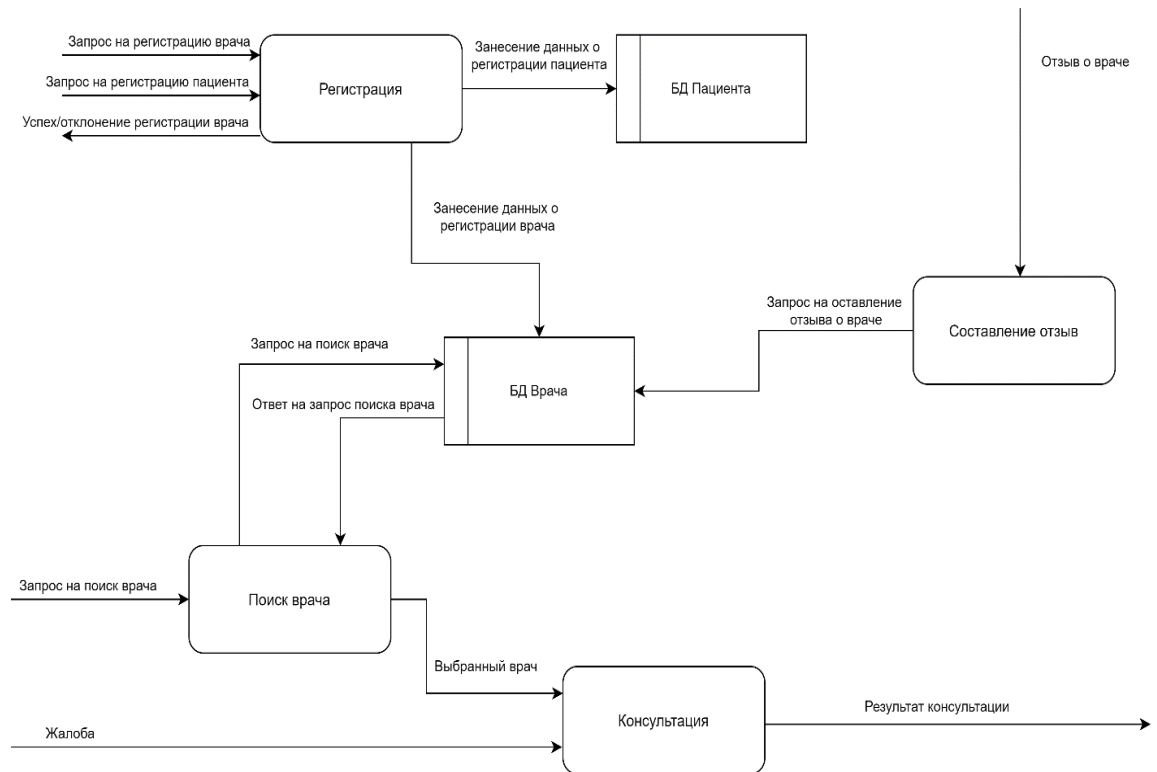 Запрос на регистрацию врача
Запрос на регистрацию пациента
Успех/отклонение регистрации врача
Регистрация
Занесение данных о
регистрации пациента
БД Пациента
Отзыв о враче
Занесение данных о
регистрации врача
Запрос на оставление
отзыва о враче
Составление отзыв
Запрос на поиск врача
БД Врача
Ответ на запрос поиска врача
Запрос на поиск врача
Поиск врача
Выбранный врач
Жалоба
Консультация
Результат консультации